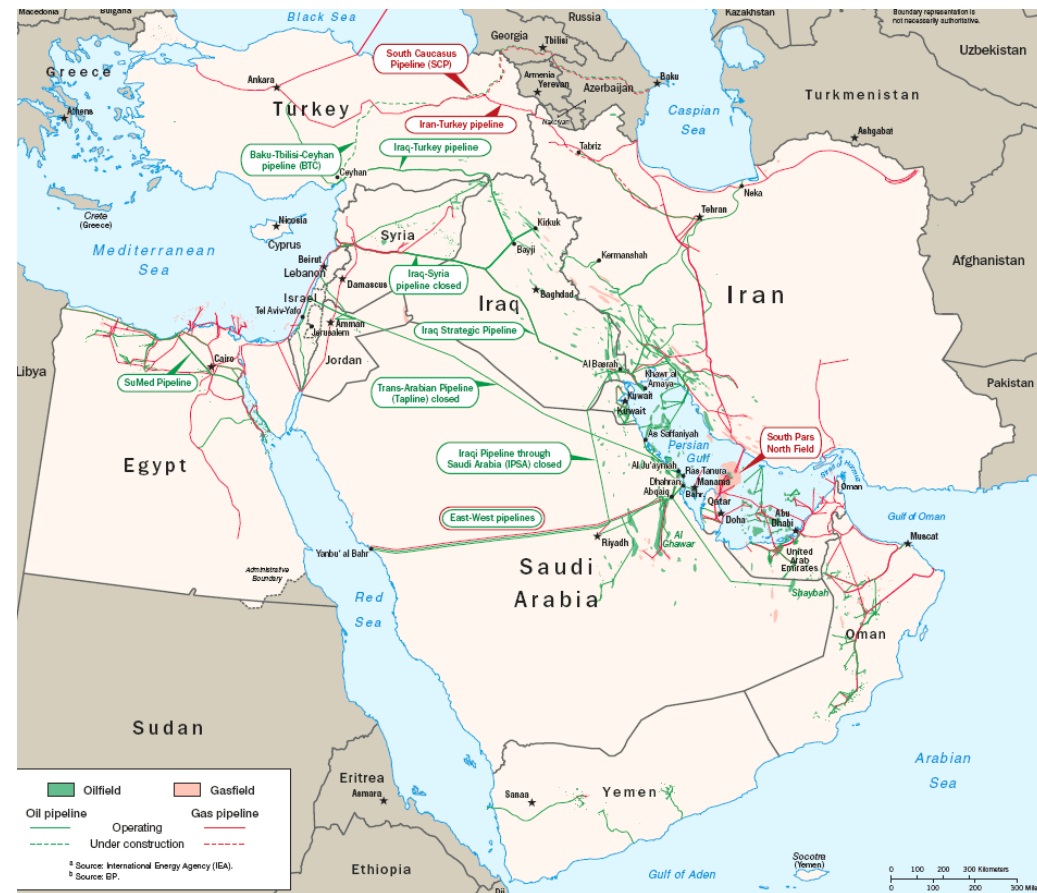 Macedonia
Bulgaria
Black Sea
Russia
Kazakhstan
Boundary representation is
not necessarily authoritative.
Georgia
Tbilisi
Uzbekistan
South Caucasus
Pipeline (SCP)
Greece
Ankara
Armenia
Yerevan
Azerbaijan
Baku
Turkmenistan
Turkey
Athens
Caspian
Sea
Iran-Turkey pipeline
Ashgabat
Baku-Tbilisi-Ceyhan
pipeline (BTC)
Iraq-Turkey pipeline
Tabriz
Ceyhan
Neka
Crete
(Greece)
Nicosia
Cyprus
Tehran
Mediterranean
Sea
Syria
Kirkuk
Bayji
Beirut
Lebanon
Kermanshah
Afghanistan
Damascus
Iraq-Syria
pipeline closed
Iraq
Baghdad
Iran
Israel
Tel Aviv-Yafo
Amman
Jerusalem
Iraq Strategic Pipeline
Jordan
Libya
Cairo
Al Basrah
Khawr al
Amaya
SuMed Pipeline
Trans-Arabian Pipeline
(Tapline) closed
Kuwait
Kuwait
Pakistan
As Saffaniyah
Persian
Gulf
South Pars
North Field
Egypt
Iraqi Pipeline through
Saudi Arabia (IPSA) closed
Al Ju'aymah
Ras Tanura
Strait of Hormuz
Oman
Dhahran
Manama
Bahr.
Abqaiq
Qatar
Doha
Abu
Dhabi
Gulf of Oman
East-West pipelines
Al
Ghawar
Muscat
Yanbu' al Bahr
Riyadh
United
Arab
Emirates
Administrative
Boundary
Saudi
Arabia
Shaybah
Red
Sea
Oman
Sudan
Arabian
Sea
Eritrea
Asmara
Sanaa
Yemen
Oilfield
Gasfield
Oil pipeline
Gas pipeline
Operating
Under construction
a Source: International Energy Agency (IEA).
b Source: BP.
Ethiopia
Gulf of Aden
Socotra
(Yemen)
0 100 200 300 Kilometers
0 100 200 300 Mile